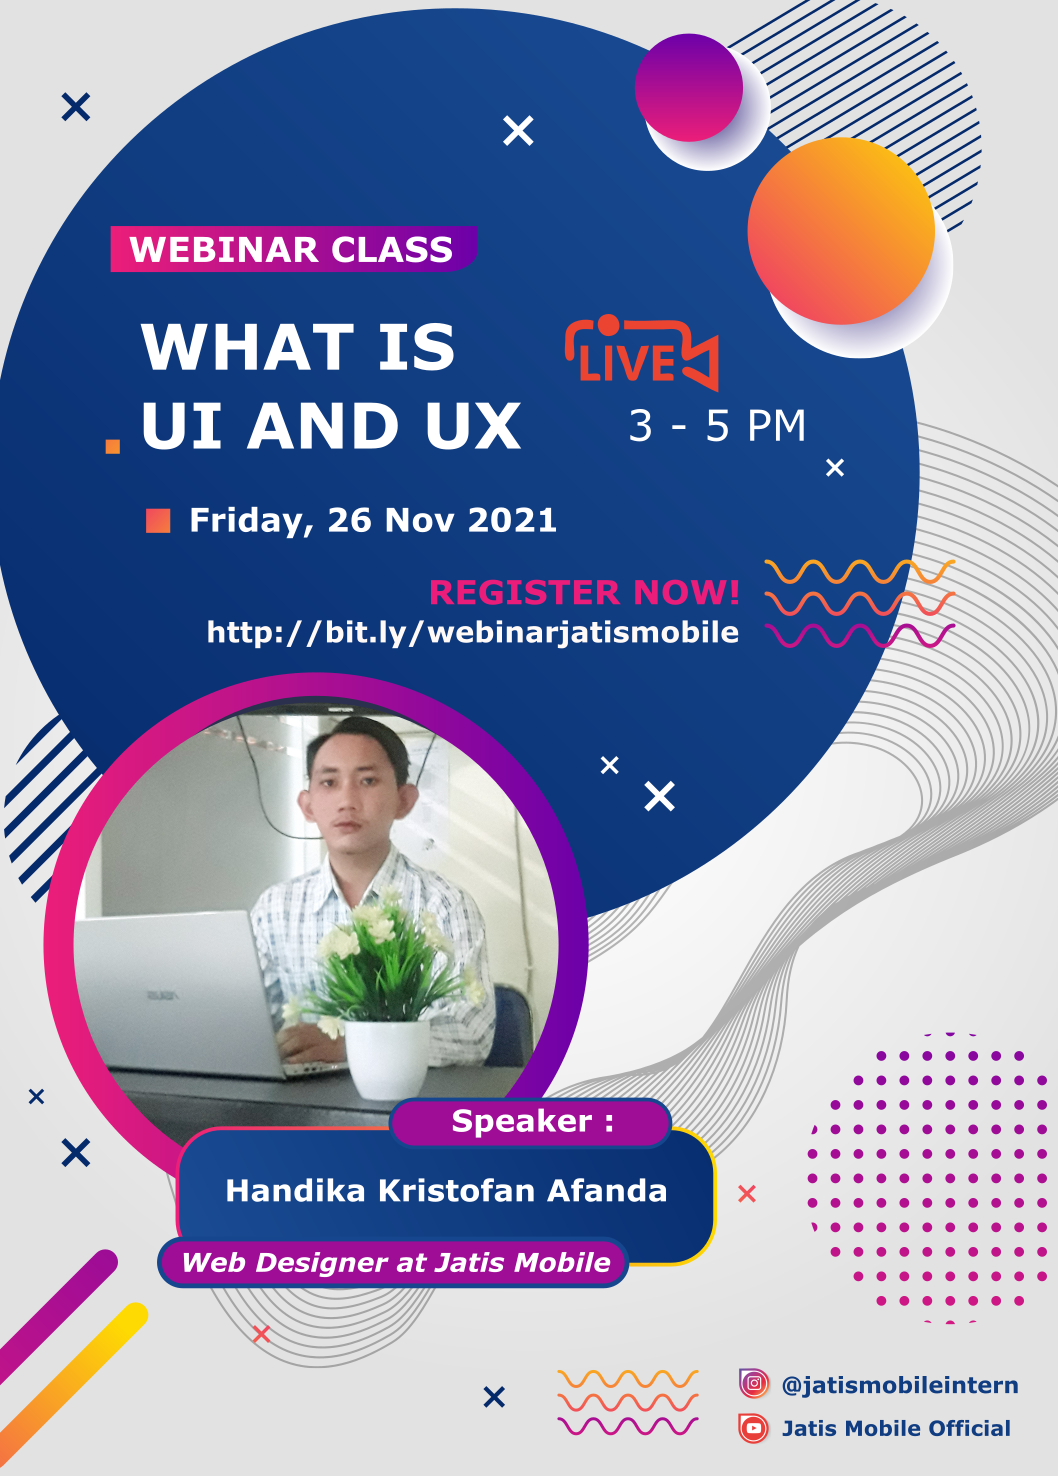 WEBINAR CLASS
WHAT IS
UI AND UX
LIVE
3 - 5 PM
Friday, 26 Nov 2021
REGISTER NOW!
http://bit.ly/webinarjatismobile
Speaker :
Handika Kristofan Afanda
Web Designer at Jatis Mobile
@jatismobileintern
Jatis Mobile Official